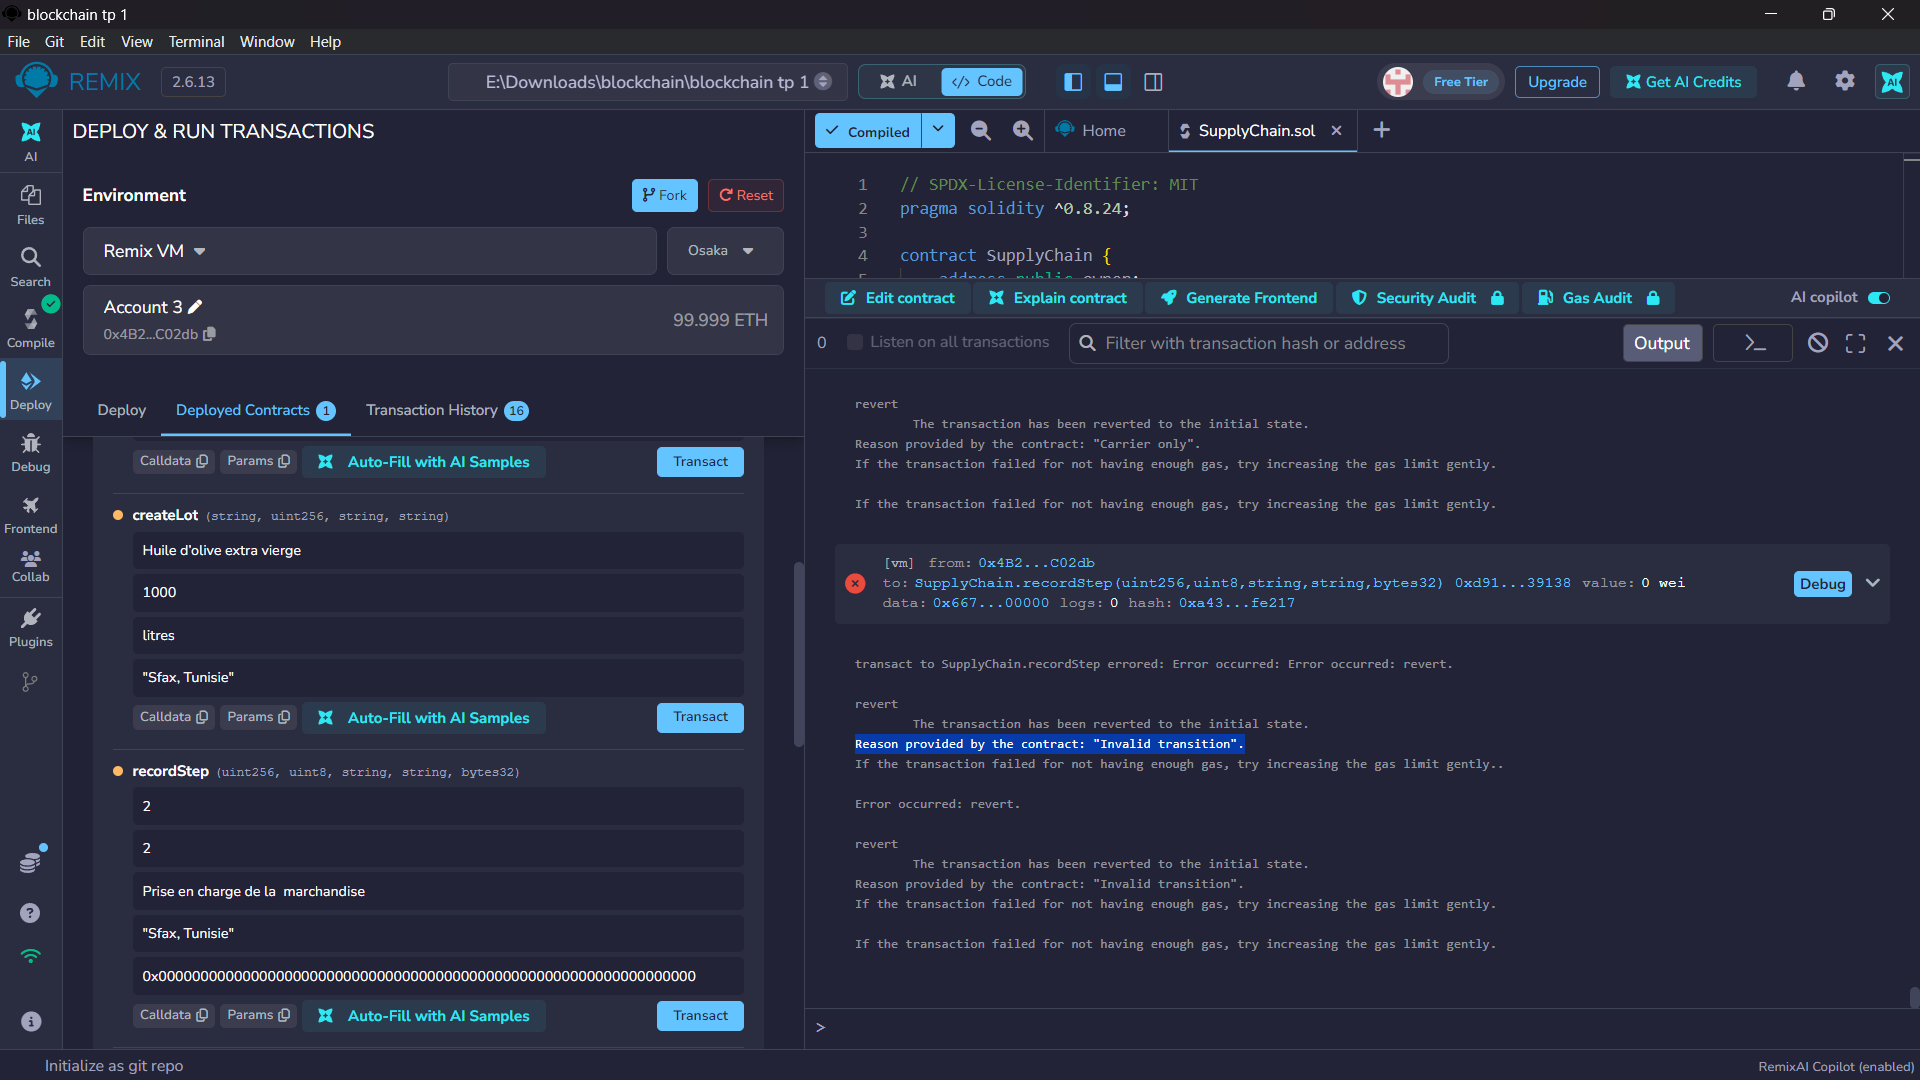 blockchain tp 1
File Git Edit View Terminal Window Help
REMIX 2.6.13 E:\Downloads\blockchain\blockchain tp 1 AI </> Code Free Tier Upgrade Get AI Credits AI
AI
Files
Search
Compile
Deploy
Debug
Frontend
Collab
Plugins
DEPLOY & RUN TRANSACTIONS
Environment Fork Reset
Remix VM Osaka
Account 3
0x4B2...C02db
99.999 ETH
Deploy Deployed Contracts 1 Transaction History 16
Calldata Params Auto-Fill with AI Samples Transact
createLot (string, uint256, string, string)
Huile d'olive extra vierge
1000
litres
"Sfax, Tunisie"
Calldata Params Auto-Fill with AI Samples Transact
recordStep (uint256, uint8, string, string, bytes32)
2
2
Prise en charge de la  marchandise
"Sfax, Tunisie"
Calldata Params Auto-Fill with AI Samples Transact
Compiled Home SupplyChain.sol
1 // SPDX-License-Identifier: MIT
2 pragma solidity ^0.8.24;
3
4 contract SupplyChain {
5 address public owner;
Edit contract Explain contract Generate Frontend Security Audit Gas Audit AI copilot
0 Listen on all transactions Filter with transaction hash or address Output >_
revert
The transaction has been reverted to the initial state.
Reason provided by the contract: "Carrier only".
If the transaction failed for not having enough gas, try increasing the gas limit gently.
If the transaction failed for not having enough gas, try increasing the gas limit gently.
[vm] from: 0x4B2...C02db
to: SupplyChain.recordStep(uint256,uint8,string,string,bytes32) 0xd91...39138 value: 0 wei
data: 0x667...00000 logs: 0 hash: 0xa43...fe217
Debug
transact to SupplyChain.recordStep errored: Error occurred: Error occurred: revert.
revert
The transaction has been reverted to the initial state.
Reason provided by the contract: "Invalid transition".
If the transaction failed for not having enough gas, try increasing the gas limit gently..
Error occurred: revert.
revert
The transaction has been reverted to the initial state.
Reason provided by the contract: "Invalid transition".
If the transaction failed for not having enough gas, try increasing the gas limit gently.
If the transaction failed for not having enough gas, try increasing the gas limit gently.
>
Initialize as git repo
RemixAI Copilot (enabled)